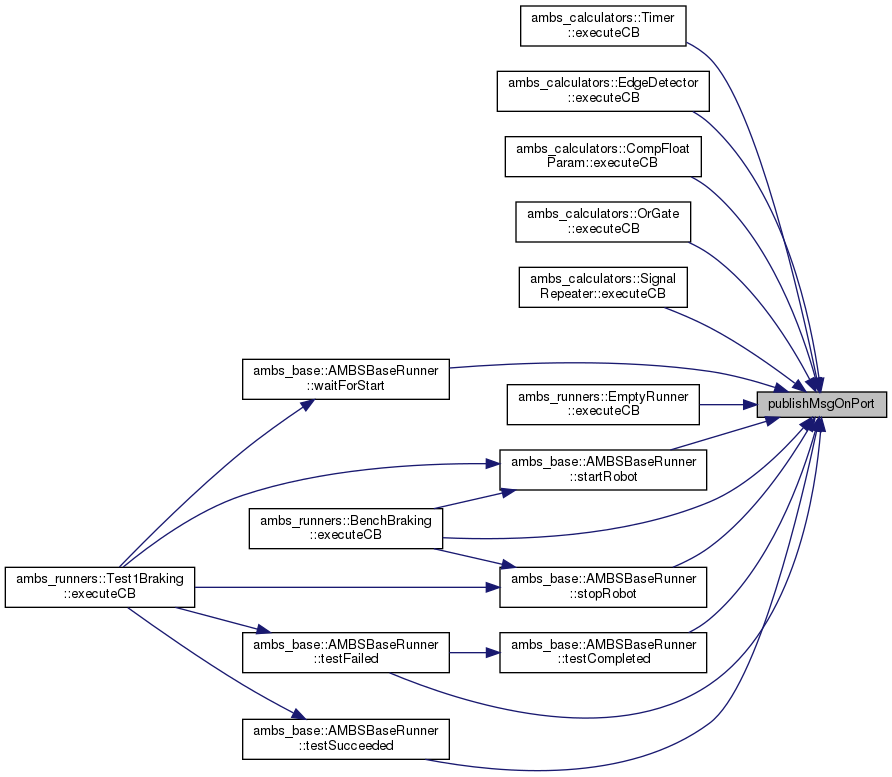 ambs_calculators::Timer
::executeCB
ambs_calculators::EdgeDetector
::executeCB
ambs_calculators::CompFloat
Param::executeCB
ambs_calculators::OrGate
::executeCB
ambs_calculators::Signal
Repeater::executeCB
ambs_base::AMBSBaseRunner
::waitForStart
ambs_runners::EmptyRunner
::executeCB
publishMsgOnPort
ambs_base::AMBSBaseRunner
::startRobot
ambs_runners::BenchBraking
::executeCB
ambs_runners::Test1Braking
::executeCB
ambs_base::AMBSBaseRunner
::stopRobot
ambs_base::AMBSBaseRunner
::testFailed
ambs_base::AMBSBaseRunner
::testCompleted
ambs_base::AMBSBaseRunner
::testSucceeded